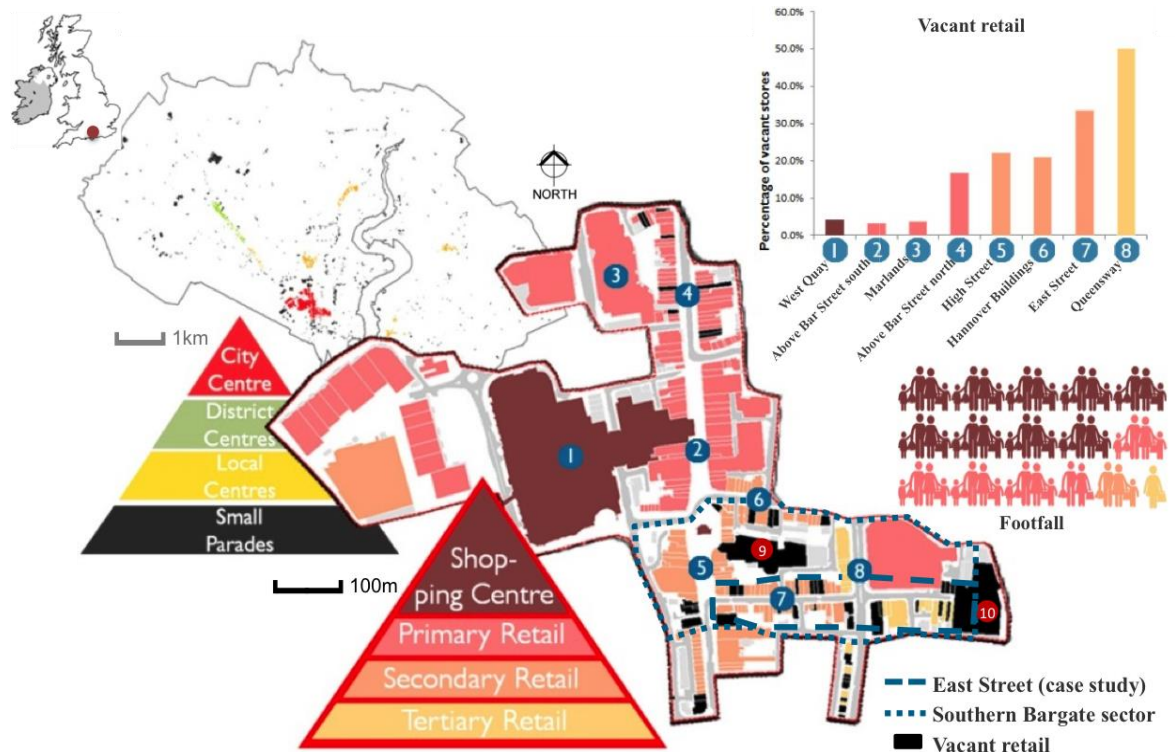 Vacant retail
50.0%
40.0%
30.0%
20.0%
10.0%
0.0%
Percentage of vacant stores
1
2
3
4
5
6
7
8
West Quay
Above Bar Street south
Marlands
Above Bar Street north
High Street
Hannover Buildings
East Street
Queensway
NORTH
1km
City
Centre
District
Centres
Local
Centres
Small
Parades
3
4
1
2
6
9
5
8
7
10
Footfall
100m
Shop-
ping Centre
Primary Retail
Secondary Retail
Tertiary Retail
East Street (case study)
Southern Bargate sector
Vacant retail